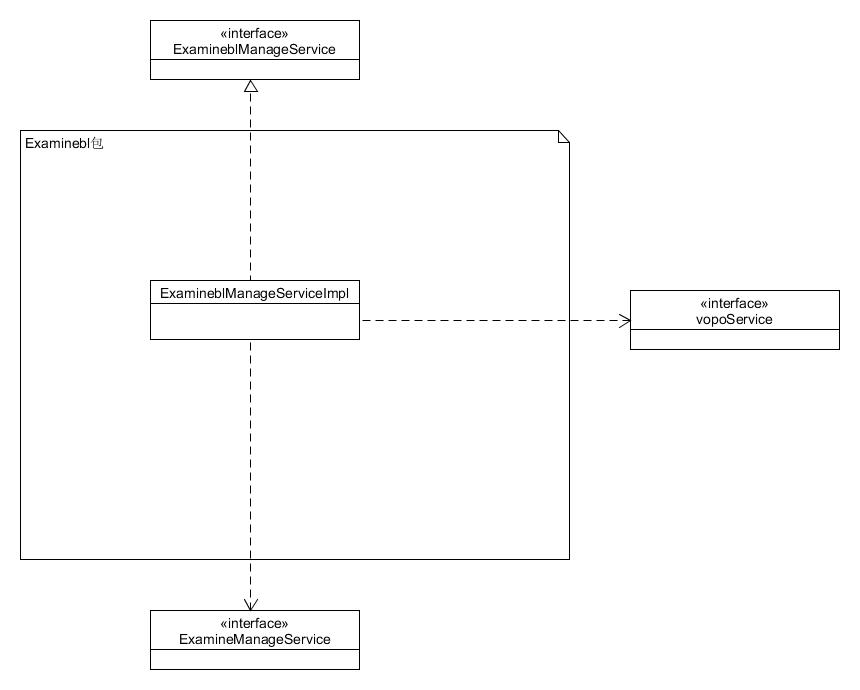 «interface»
ExamineblManageService
Examinebl包
ExamineblManageServiceImpl
«interface»
vopoService
«interface»
ExamineManageService